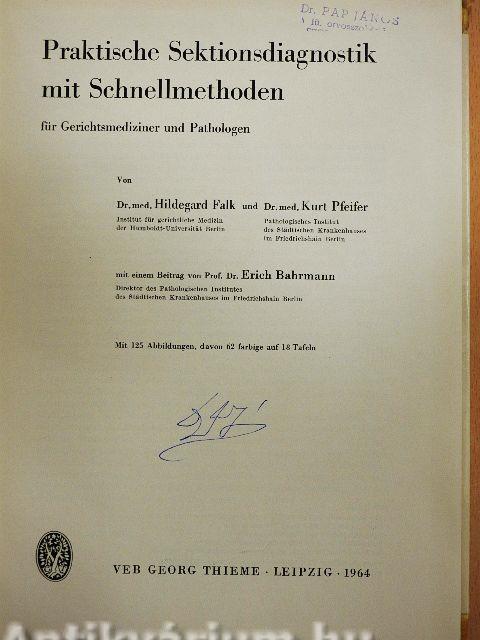 Dr. PAP JÁNOS
Praktische Sektionsdiagnostik
mit Schnellmethoden
für Gerichtsmediziner und Pathologen
Von
Dr. med. Hildegard Falk und Dr. med. Kurt Pfeifer
Institut für gerichtliche Medizin
der Humboldt-Universität Berlin
Pathologisches Institut
des Städtischen Krankenhauses
im Friedrichshain Berlin
mit einem Beitrag von Prof. Dr. Erich Bahrmann
Direktor des Pathologischen Institutes
des Städtischen Krankenhauses im Friedrichshain Berlin
Mit 125 Abbildungen, davon 62 farbige auf 18 Tafeln
VEB GEORG THIEME · LEIPZIG · 1964
Antikvárium.hu